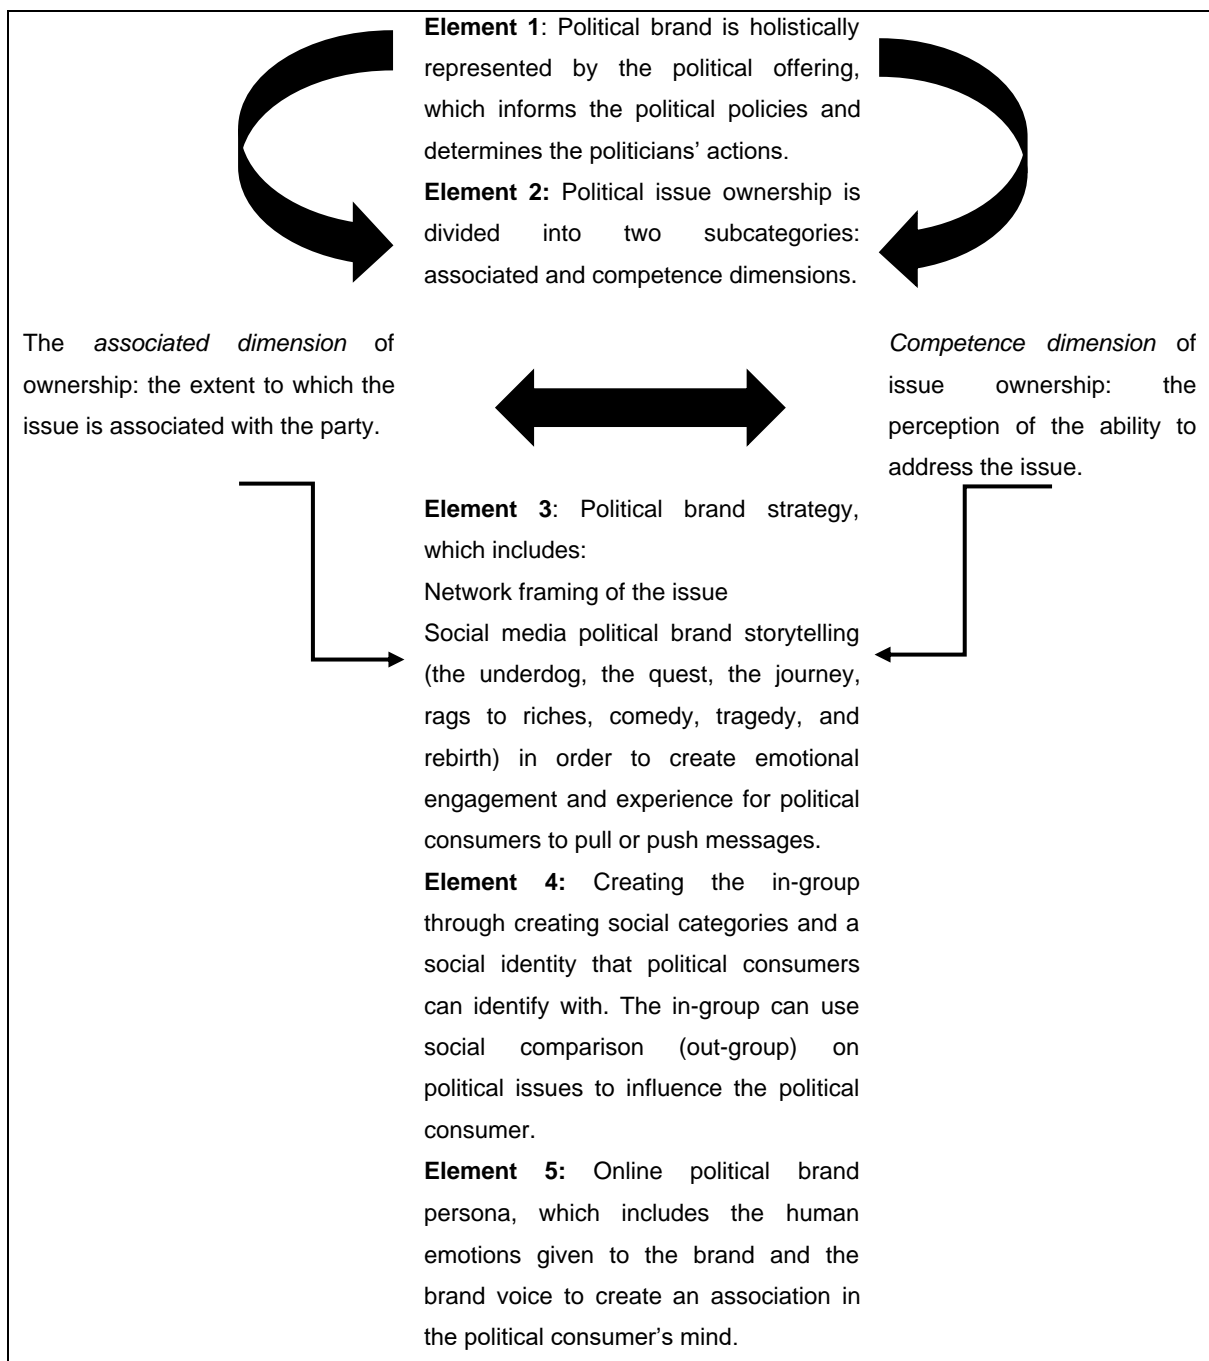 Element 1: Political brand is holistically
represented by the political offering,
which informs the political policies and
determines the politicians’ actions.
Element 2: Political issue ownership is
divided into two subcategories:
associated and competence dimensions.
The associated dimension of
ownership: the extent to which the
issue is associated with the party.
Competence dimension of
issue ownership: the
perception of the ability to
address the issue.
Element 3: Political brand strategy,
which includes:
Network framing of the issue
Social media political brand storytelling
(the underdog, the quest, the journey,
rags to riches, comedy, tragedy, and
rebirth) in order to create emotional
engagement and experience for political
consumers to pull or push messages.
Element 4: Creating the in-group
through creating social categories and a
social identity that political consumers
can identify with. The in-group can use
social comparison (out-group) on
political issues to influence the political
consumer.
Element 5: Online political brand
persona, which includes the human
emotions given to the brand and the
brand voice to create an association in
the political consumer’s mind.